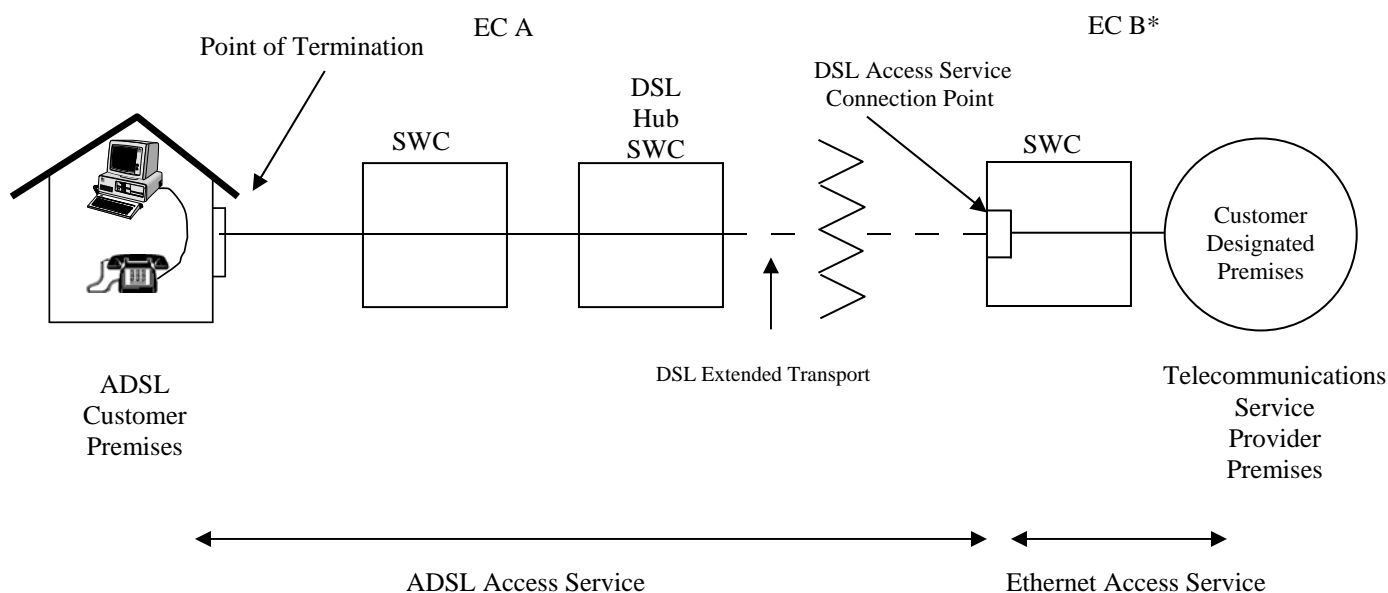 EC A
EC B*
Point of Termination
DSL Access Service
Connection Point
DSL
Hub
SWC
SWC
SWC
Customer
Designated
Premises
DSL Extended Transport
ADSL
Customer
Premises
Telecommunications
Service
Provider
Premises
ADSL Access Service
Ethernet Access Service